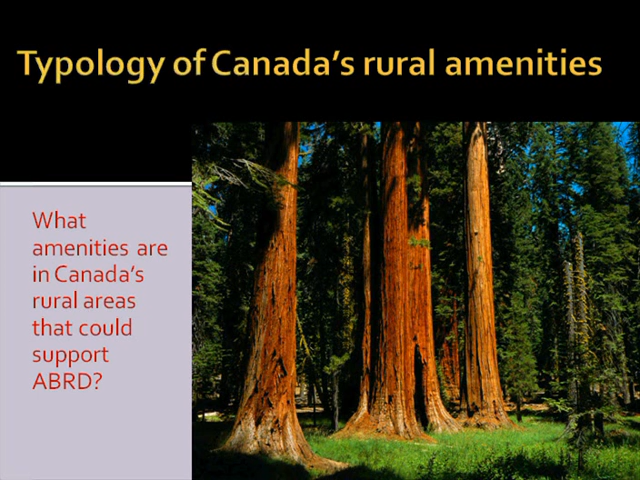 Typology of Canada's rural amenities
What
amenities are
in Canada's
rural areas
that could
support
ABRD?